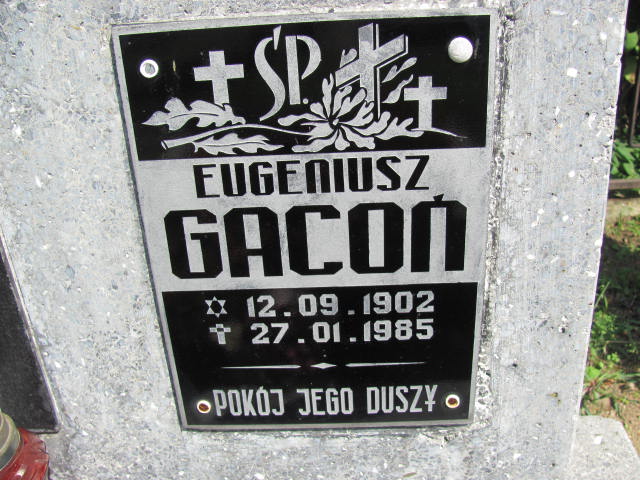 ŚP.
EUGENIUSZ
GACOŃ
✡ 12.09.1902
✝ 27.01.1985
POKÓJ JEGO DUSZY